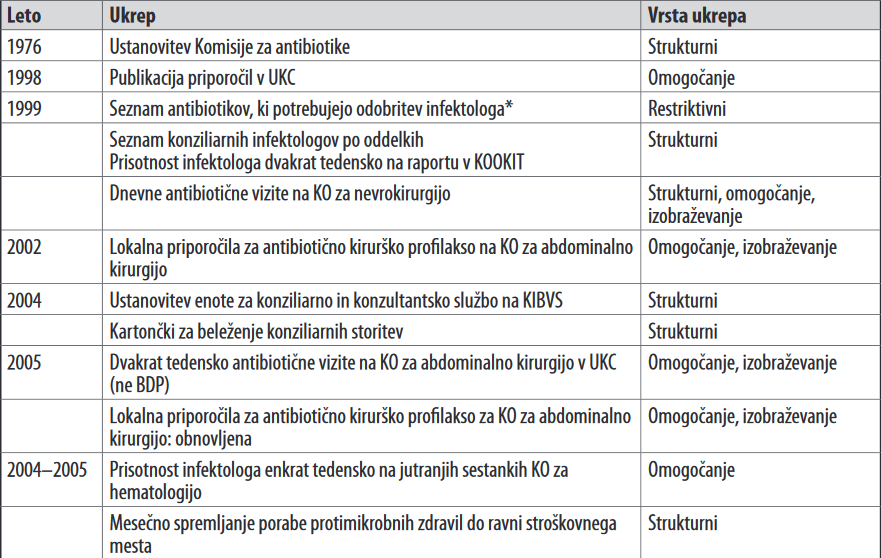 Leto Ukrep Vrsta ukrepa
1976 Ustanovitev Komisije za antibiotike Strukturni
1998 Publikacija priporočil v UKC Omogočanje
1999 Seznam antibiotikov, ki potrebujejo odobritev infektologa* Restriktivni
Seznam konziliarnih infektologov po oddelkih Strukturni
Prisotnost infektologa dvakrat tedensko na raportu v KOOKIT
Dnevne antibiotične vizite na KO za nevrokirurgijo Strukturni, omogočanje,
izobraževanje
2002 Lokalna priporočila za antibiotično kirurško profilakso na KO za abdominalno Omogočanje, izobraževanje
kirurgijo
2004 Ustanovitev enote za konziliarno in konzultantsko službo na KIBVS Strukturni
Kartončki za beleženje konziliarnih storitev Strukturni
2005 Dvakrat tedensko antibiotične vizite na KO za abdominalno kirurgijo v UKC Omogočanje, izobraževanje
(ne BDP)
Lokalna priporočila za antibiotično kirurško profilakso za KO za abdominalno Omogočanje, izobraževanje
kirurgijo: obnovljena
2004–2005 Prisotnost infektologa enkrat tedensko na jutranjih sestankih KO za Omogočanje
hematologijo
Mesečno spremljanje porabe protimikrobnih zdravil do ravni stroškovnega Strukturni
mesta